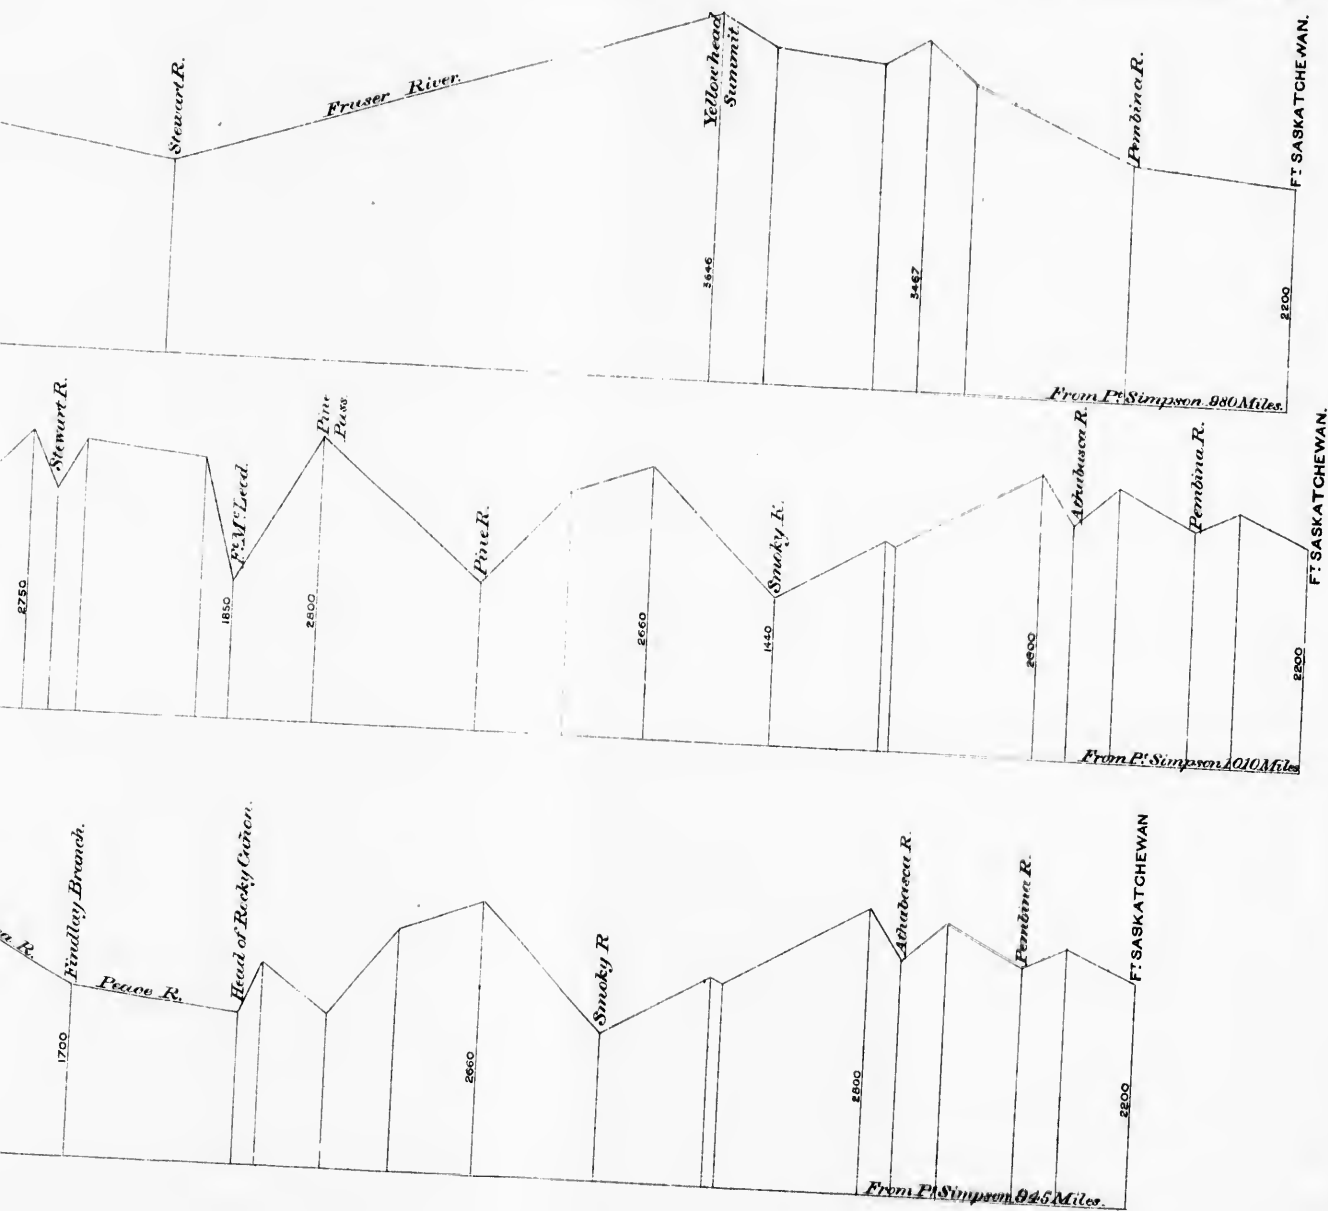 Stewart R.
Fraser River.
Yellowhead
Summit.
Pembina R.
FT SASKATCHEWAN.
3646
3467
2200
From Pt Simpson 980 Miles.
Stewart R.
Ft McLeod.
Pine
Pass.
Pine R.
Smoky R.
Athabasca R.
Pembina R.
FT SASKATCHEWAN.
2750
1850
2800
2660
1440
2800
2200
From Pt Simpson 1010 Miles
a R.
Findlay Branch.
Peace R.
Head of Rocky Cañon.
Smoky R
Athabasca R.
Pembina R.
FT SASKATCHEWAN
1700
2660
2800
2200
From Pt Simpson 945 Miles.